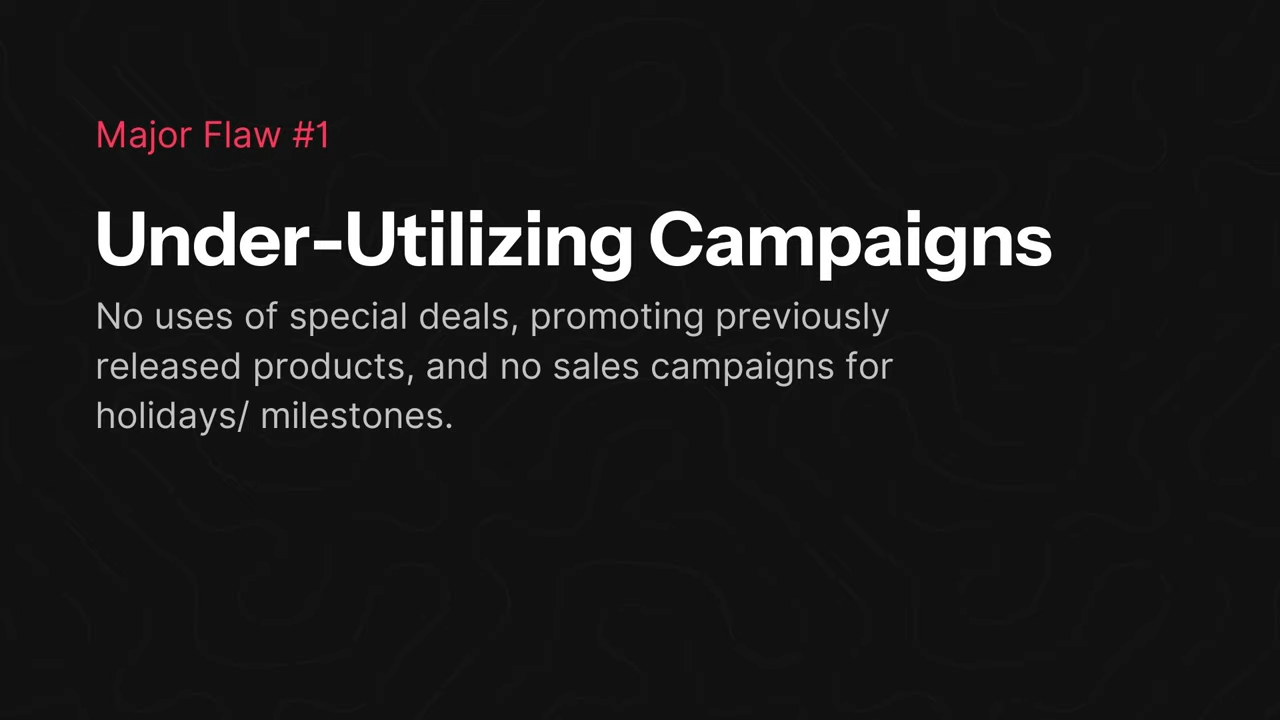 Major Flaw #1
Under-Utilizing Campaigns
No uses of special deals, promoting previously
released products, and no sales campaigns for
holidays/ milestones.